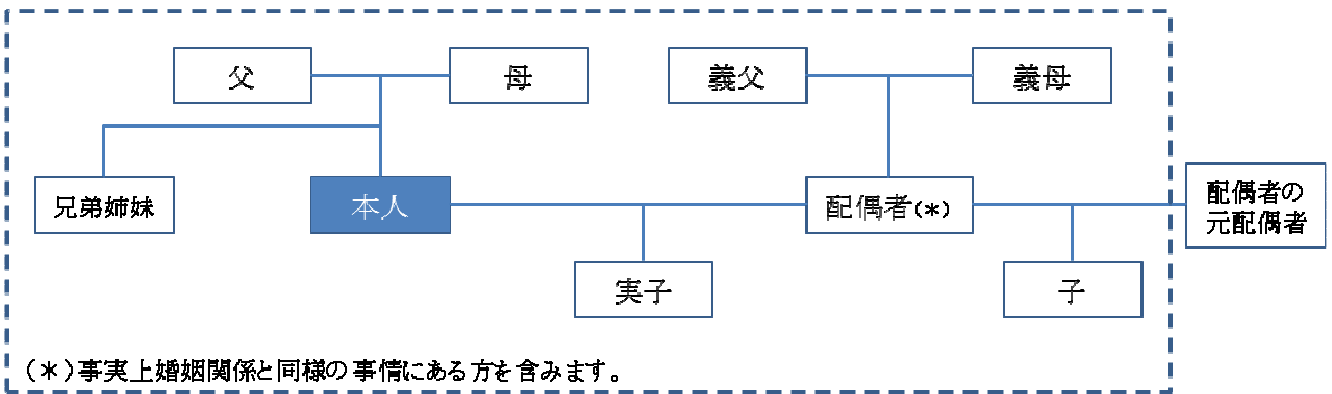 父
母
義父
義母
兄弟姉妹
本人
配偶者(*)
配偶者の
元配偶者
実子
子
(*)事実上婚姻関係と同様の事情にある方を含みます。